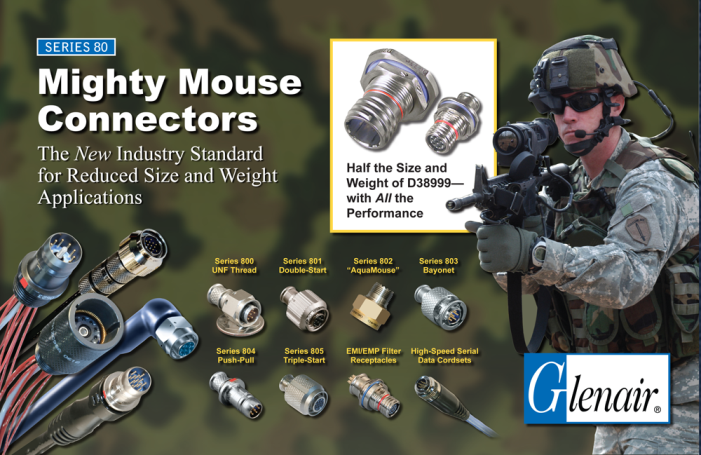 SERIES 80
Mighty Mouse
Connectors
The New Industry Standard
for Reduced Size and Weight
Applications
Half the Size and
Weight of D38999—
with All the
Performance
Series 800
UNF Thread
Series 801
Double-Start
Series 802
“AquaMouse”
Series 803
Bayonet
Series 804
Push-Pull
Series 805
Triple-Start
EMI/EMP Filter
Receptacles
High-Speed Serial
Data Cordsets
Glenair®